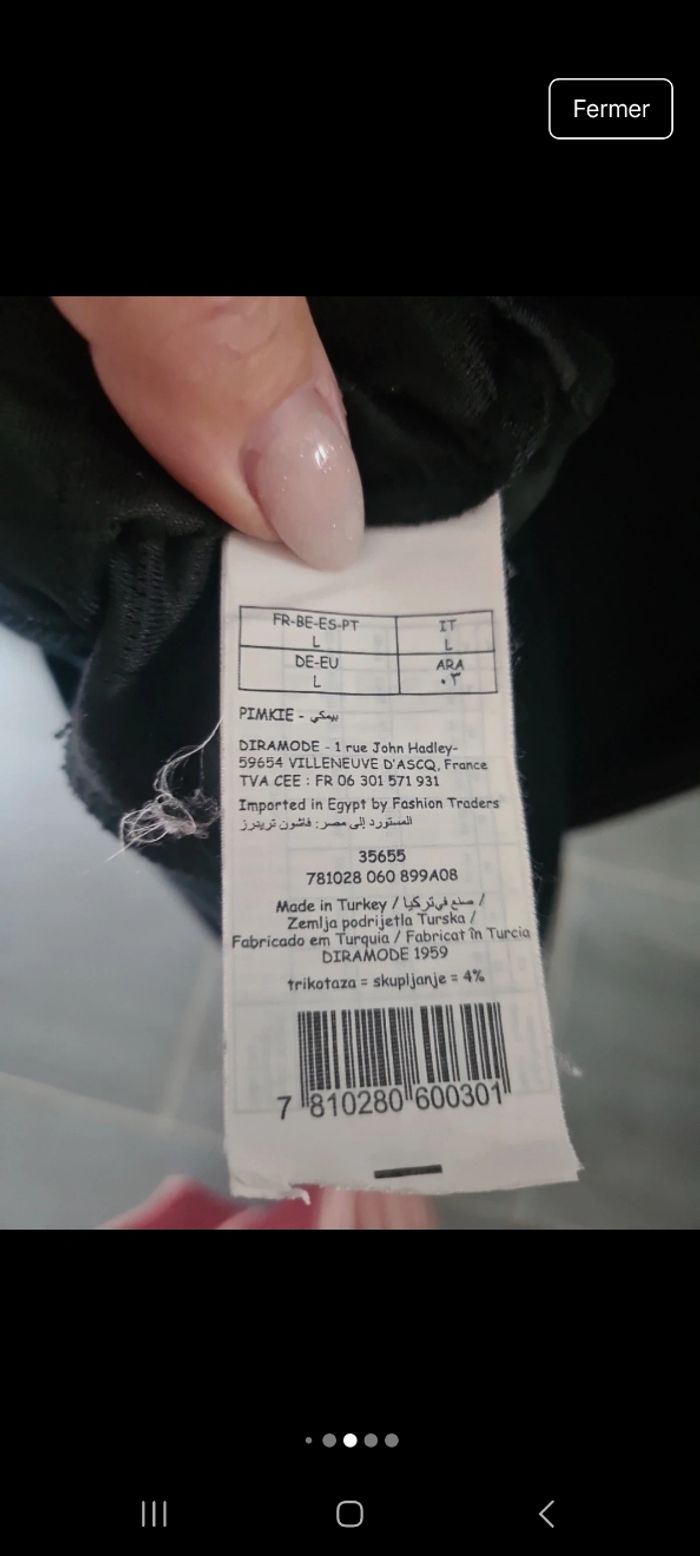 Fermer
FR-BE-ES-PT
L
IT
L
DE-EU
L
ARA
٠٣
PIMKIE - بيمكي
DIRAMODE - 1 rue John Hadley-
59654 VILLENEUVE D'ASCQ, France
TVA CEE : FR 06 301 571 931
Imported in Egypt by Fashion Traders
المستورد إلى مصر: فاشون تريدرز
35655
781028 060 899A08
Made in Turkey / صنع في تركيا /
Zemlja podrijetla Turska /
Fabricado em Turquia / Fabricat în Turcia
DIRAMODE 1959
trikotaza = skupljanje = 4%
7 810280 600301